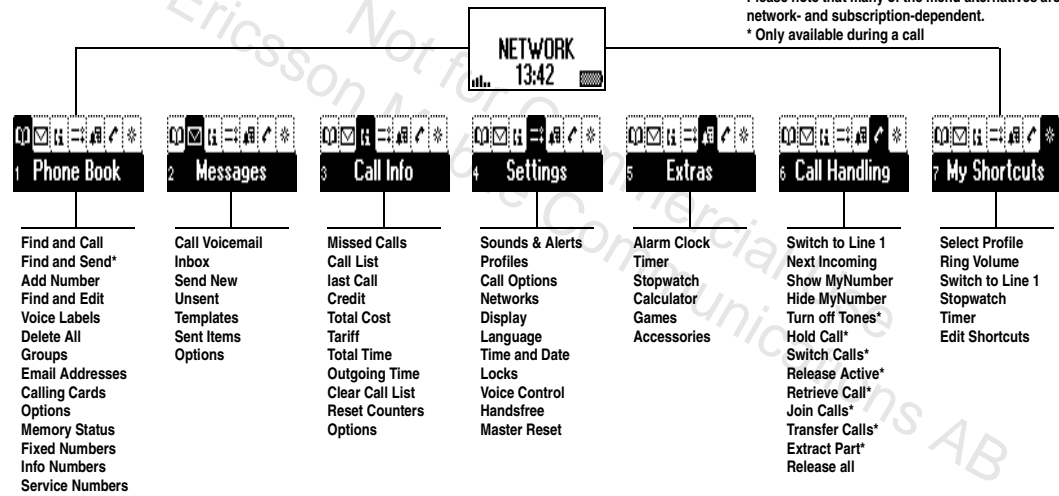 Please note that many of the menu alternatives are
network- and subscription-dependent.
* Only available during a call
NETWORK
13:42
1 Phone Book
Find and Call
Find and Send*
Add Number
Find and Edit
Voice Labels
Delete All
Groups
Email Addresses
Calling Cards
Options
Memory Status
Fixed Numbers
Info Numbers
Service Numbers
2 Messages
Call Voicemail
Inbox
Send New
Unsent
Templates
Sent Items
Options
3 Call Info
Missed Calls
Call List
last Call
Credit
Total Cost
Tariff
Total Time
Outgoing Time
Clear Call List
Reset Counters
Options
4 Settings
Sounds & Alerts
Profiles
Call Options
Networks
Display
Language
Time and Date
Locks
Voice Control
Handsfree
Master Reset
5 Extras
Alarm Clock
Timer
Stopwatch
Calculator
Games
Accessories
6 Call Handling
Switch to Line 1
Next Incoming
Show MyNumber
Hide MyNumber
Turn off Tones*
Hold Call*
Switch Calls*
Release Active*
Retrieve Call*
Join Calls*
Transfer Calls*
Extract Part*
Release all
7 My Shortcuts
Select Profile
Ring Volume
Switch to Line 1
Stopwatch
Timer
Edit Shortcuts
Not for Commercial Use
Ericsson Mobile Communications AB